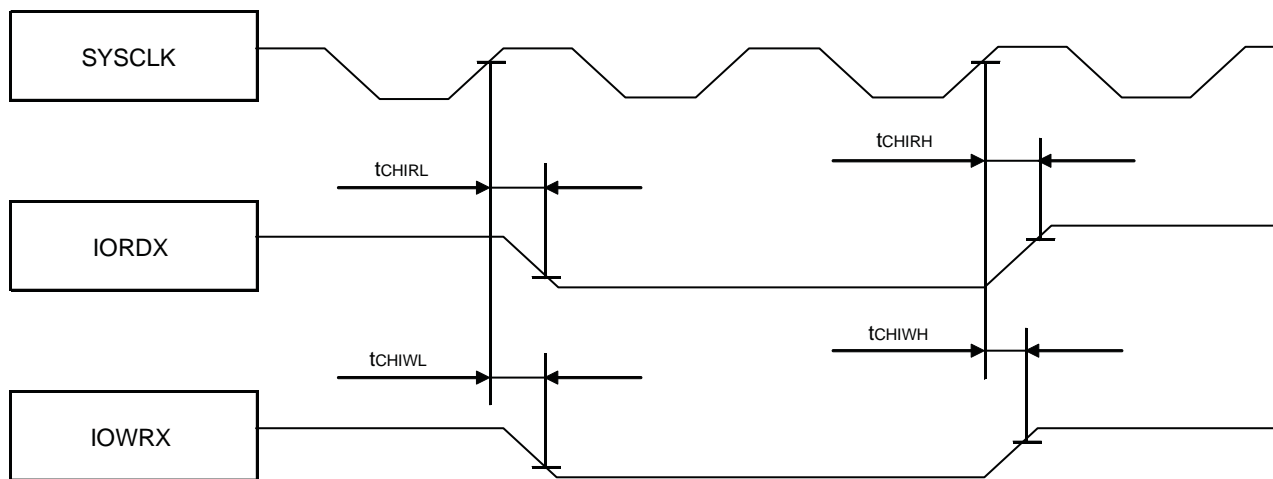 SYSCLK
tCHIRH
tCHIRL
IORDX
tCHIWH
tCHIWL
IOWRX